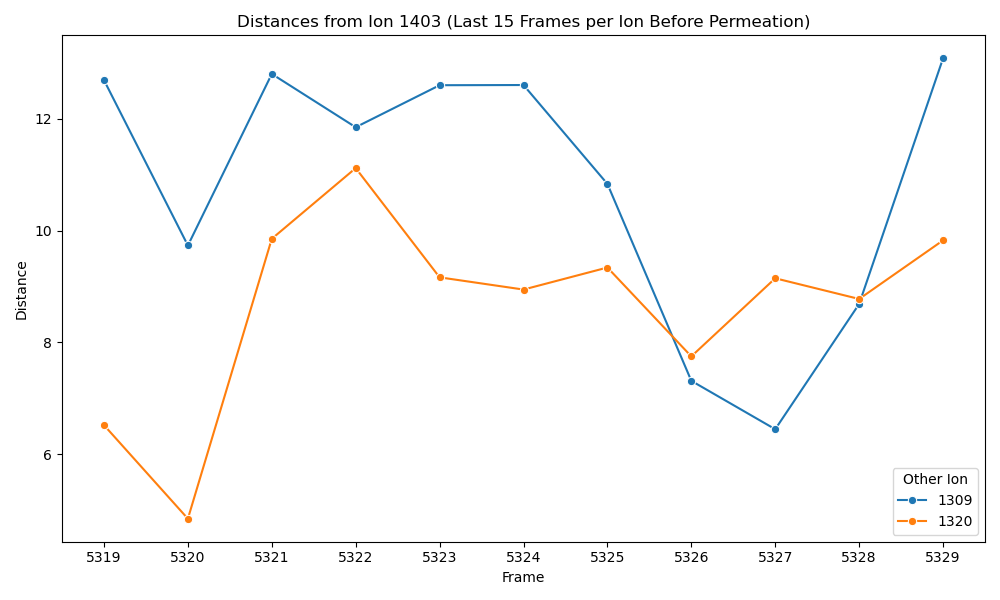 Distances from Ion 1403 (Last 15 Frames per Ion Before Permeation)
Distance
12
10
8
6
5319 5320 5321 5322 5323 5324 5325 5326 5327 5328 5329
Frame
Other Ion
1309
1320